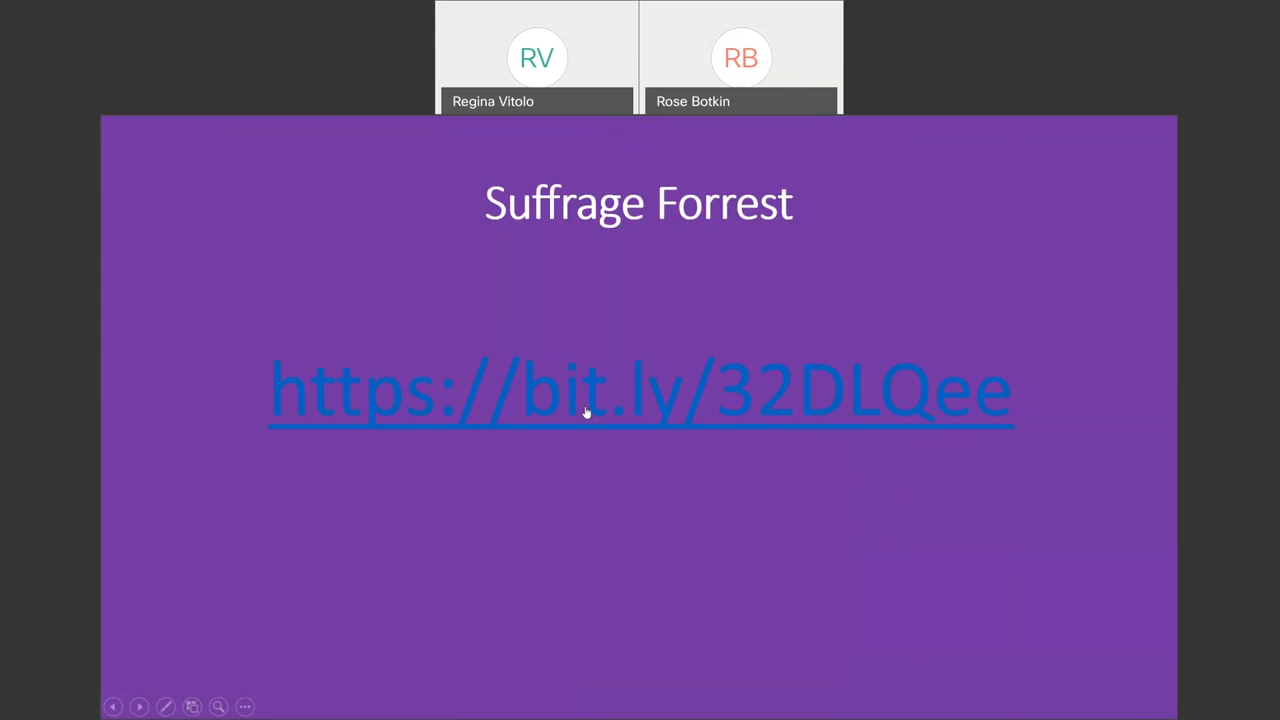 RV
RB
Regina Vitolo
Rose Botkin
Suffrage Forrest
https://bit.ly/32DLQee